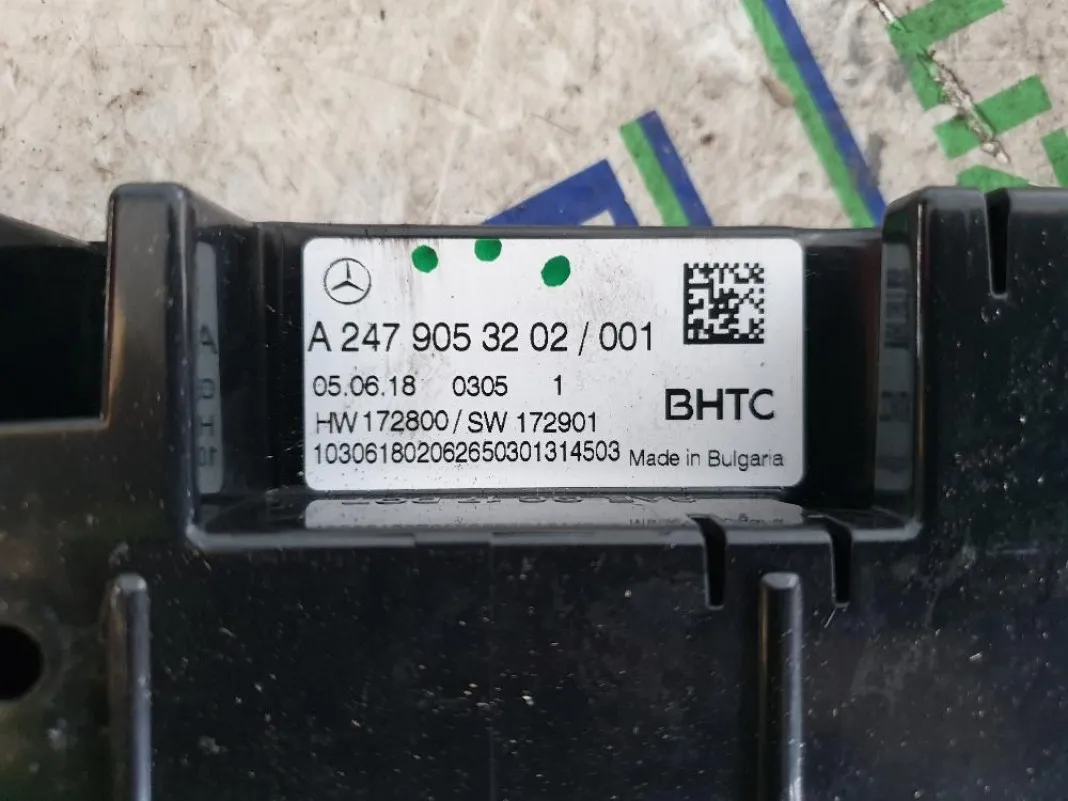 A 247 905 32 02 / 001
05.06.18 0305 1
BHTC
HW 172800 / SW 172901
103061802062650301314503
Made in Bulgaria